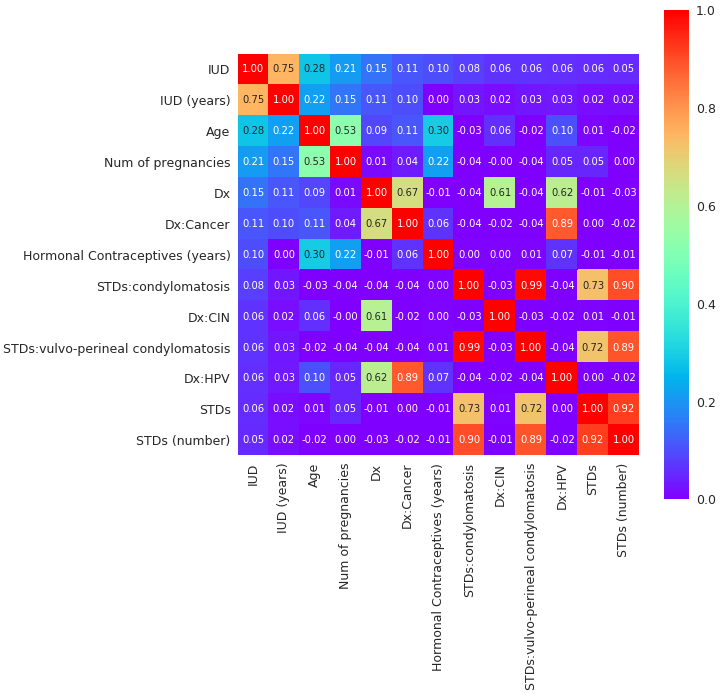 1.0
IUD 1.00 0.75 0.28 0.21 0.15 0.11 0.10 0.08 0.06 0.06 0.06 0.06 0.05
IUD (years) 0.75 1.00 0.22 0.15 0.11 0.10 0.00 0.03 0.02 0.03 0.03 0.02 0.02
0.8
Age 0.28 0.22 1.00 0.53 0.09 0.11 0.30 -0.03 0.06 -0.02 0.10 0.01 -0.02
Num of pregnancies 0.21 0.15 0.53 1.00 0.01 0.04 0.22 -0.04 -0.00 -0.04 0.05 0.05 0.00
Dx 0.15 0.11 0.09 0.01 1.00 0.67 -0.01 -0.04 0.61 -0.04 0.62 -0.01 -0.03
0.6
Dx:Cancer 0.11 0.10 0.11 0.04 0.67 1.00 0.06 -0.04 -0.02 -0.04 0.89 0.00 -0.02
Hormonal Contraceptives (years) 0.10 0.00 0.30 0.22 -0.01 0.06 1.00 0.00 0.00 0.01 0.07 -0.01 -0.01
STDs:condylomatosis 0.08 0.03 -0.03 -0.04 -0.04 -0.04 0.00 1.00 -0.03 0.99 -0.04 0.73 0.90
0.4
Dx:CIN 0.06 0.02 0.06 -0.00 0.61 -0.02 0.00 -0.03 1.00 -0.03 -0.02 0.01 -0.01
STDs:vulvo-perineal condylomatosis 0.06 0.03 -0.02 -0.04 -0.04 -0.04 0.01 0.99 -0.03 1.00 -0.04 0.72 0.89
Dx:HPV 0.06 0.03 0.10 0.05 0.62 0.89 0.07 -0.04 -0.02 -0.04 1.00 0.00 -0.02
0.2
STDs 0.06 0.02 0.01 0.05 -0.01 0.00 -0.01 0.73 0.01 0.72 0.00 1.00 0.92
STDs (number) 0.05 0.02 -0.02 0.00 -0.03 -0.02 -0.01 0.90 -0.01 0.89 -0.02 0.92 1.00
0.0
IUD
IUD (years)
Age
Num of pregnancies
Dx
Dx:Cancer
Hormonal Contraceptives (years)
STDs:condylomatosis
Dx:CIN
STDs:vulvo-perineal condylomatosis
Dx:HPV
STDs
STDs (number)